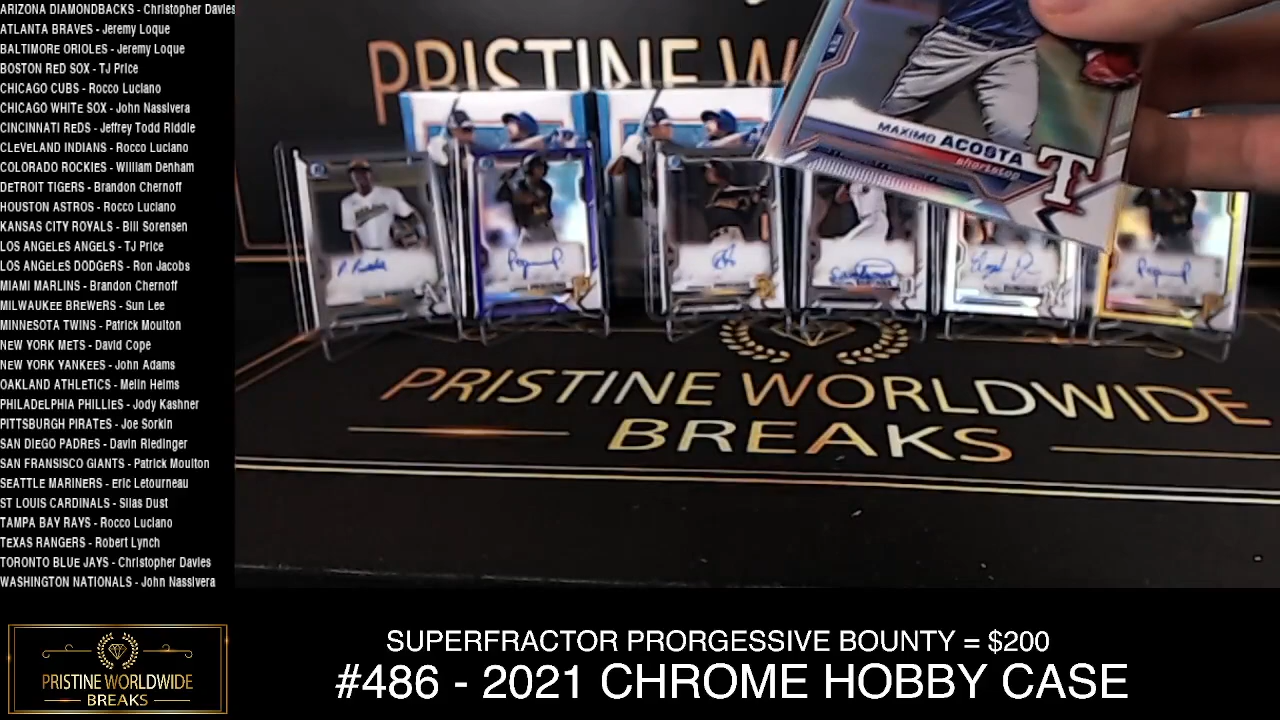 ARIZONA DIAMONDBACKS - Christopher Davies
ATLANTA BRAVES - Jeremy Loque
BALTIMORE ORIOLES - Jeremy Loque
BOSTON RED SOX - TJ Price
CHICAGO CUBS - Rocco Luciano
CHICAGO WHITE SOX - John Nassivera
CINCINNATI REDS - Jeffrey Todd Riddle
CLEVELAND INDIANS - Rocco Luciano
COLORADO ROCKIES - William Denham
DETROIT TIGERS - Brandon Chernoff
HOUSTON ASTROS - Rocco Luciano
KANSAS CITY ROYALS - Bill Sorensen
LOS ANGELES ANGELS - TJ Price
LOS ANGELES DODGERS - Ron Jacobs
MIAMI MARLINS - Brandon Chernoff
MILWAUKEE BREWERS - Sun Lee
MINNESOTA TWINS - Patrick Moulton
NEW YORK METS - David Cope
NEW YORK YANKEES - John Adams
OAKLAND ATHLETICS - Melin Heims
PHILADELPHIA PHILLIES - Jody Kashner
PITTSBURGH PIRATES - Joe Sorkin
SAN DIEGO PADRES - Davin Riedinger
SAN FRANSISCO GIANTS - Patrick Moulton
SEATTLE MARINERS - Eric Letourneau
ST LOUIS CARDINALS - Silas Dust
TAMPA BAY RAYS - Rocco Luciano
TEXAS RANGERS - Robert Lynch
TORONTO BLUE JAYS - Christopher Davies
WASHINGTON NATIONALS - John Nassivera
PRISTINE W
MAXIMO ACOSTA
shortstop
T
PRISTINE WORLDWIDE
BREAKS
PRISTINE WORLDWIDE
BREAKS
SUPERFRACTOR PRORGESSIVE BOUNTY = $200
#486 - 2021 CHROME HOBBY CASE